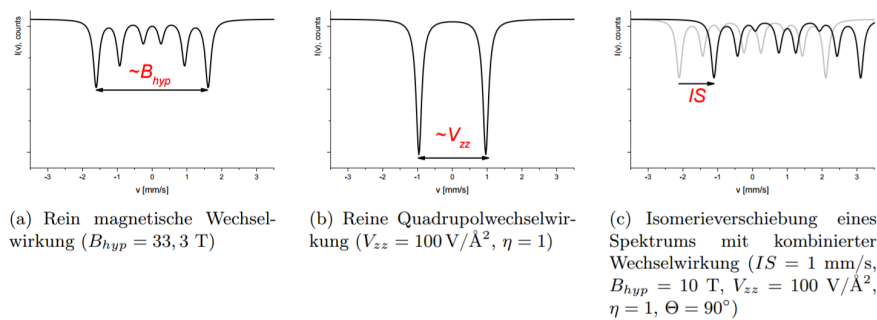 I(v), counts
~B_hyp
-3 -2 -1 0 1 2 3
v [mm/s]
I(v), counts
~V_zz
-3 -2 -1 0 1 2 3
v [mm/s]
I(v), counts
IS
-3 -2 -1 0 1 2 3
v [mm/s]
(a) Rein magnetische Wechsel-
wirkung (B_hyp = 33, 3 T)
(b) Reine Quadrupolwechselwir-
kung (V_zz = 100 V/Å², η = 1)
(c) Isomerieverschiebung eines
Spektrums mit kombinierter
Wechselwirkung (IS = 1 mm/s,
B_hyp = 10 T, V_zz = 100 V/Å²,
η = 1, Θ = 90°)